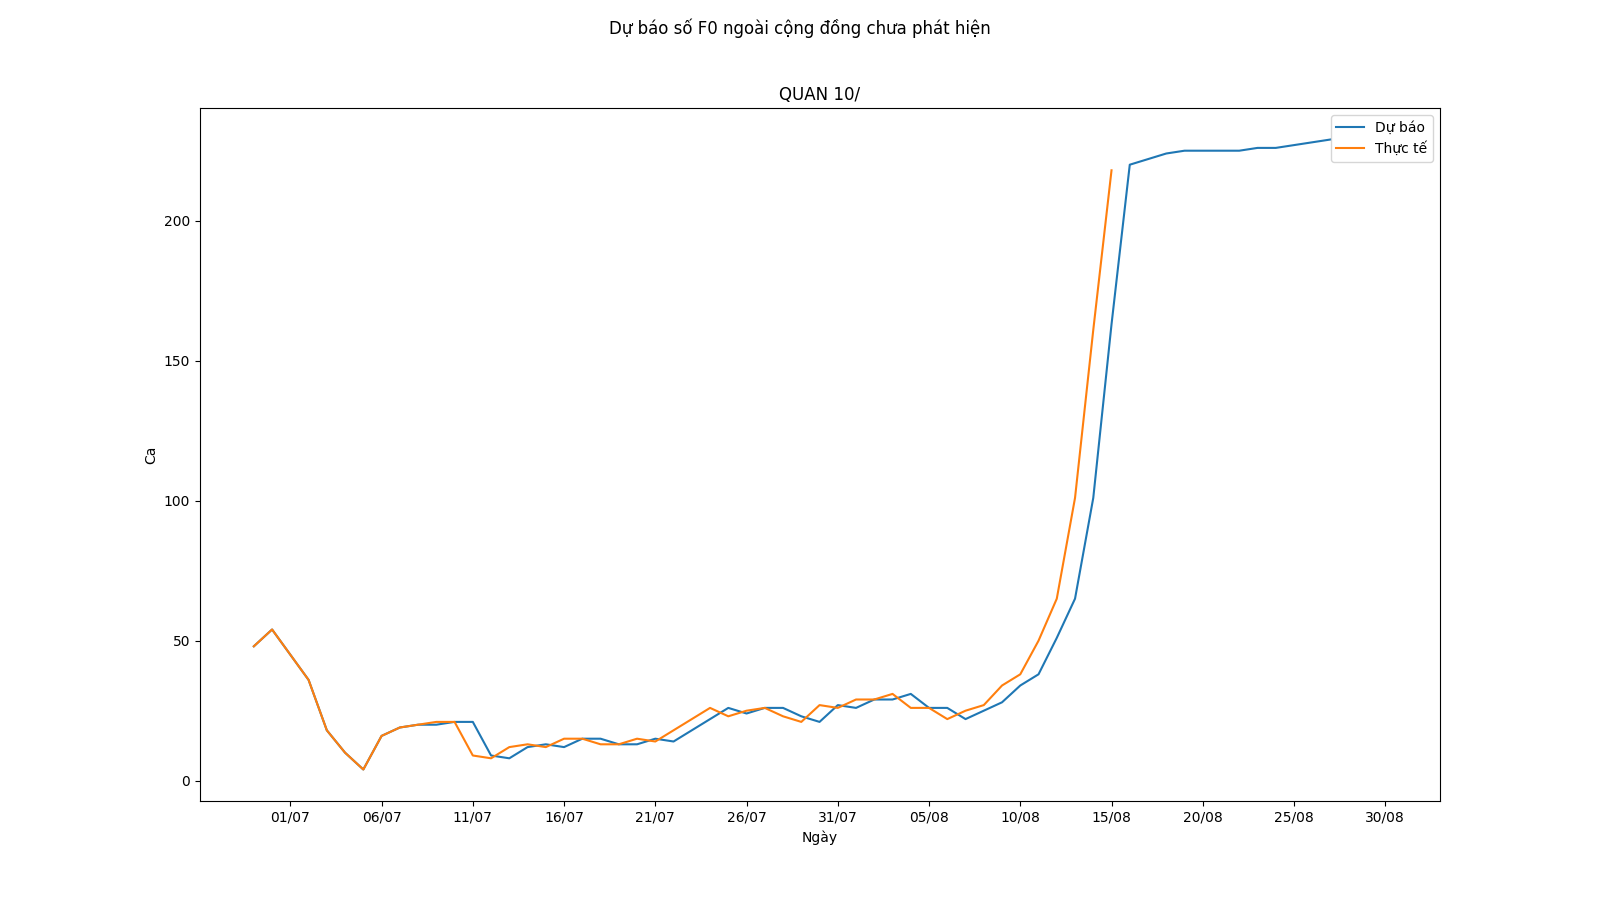 Dự báo số F0 ngoài cộng đồng chưa phát hiện
QUAN 10/
Dự báo
Thực tế
200
150
100
50
0
Ca
01/07 06/07 11/07 16/07 21/07 26/07 31/07 05/08 10/08 15/08 20/08 25/08 30/08
Ngày